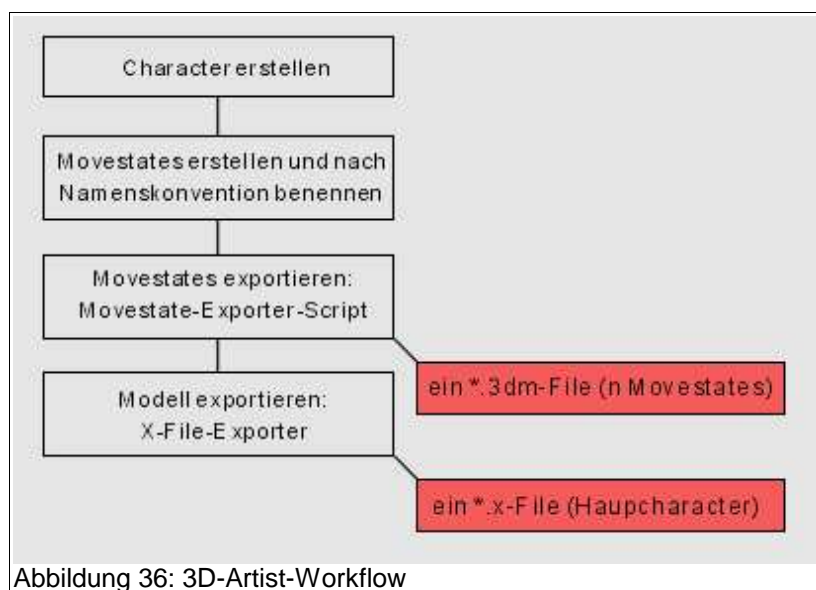 Character erstellen
Movestates erstellen und nach
Namenskonvention benennen
Movestates exportieren:
Movestate-Exporter-Script
ein *.3dm-File (n Movestates)
Modell exportieren:
X-File-Exporter
ein *.x-File (Haupcharacter)
Abbildung 36: 3D-Artist-Workflow